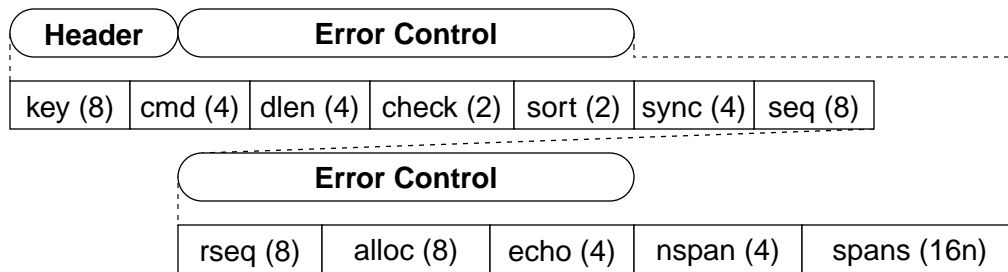 Header Error Control
key (8) cmd (4) dlen (4) check (2) sort (2) sync (4) seq (8)
Error Control
rseq (8) alloc (8) echo (4) nspan (4) spans (16n)